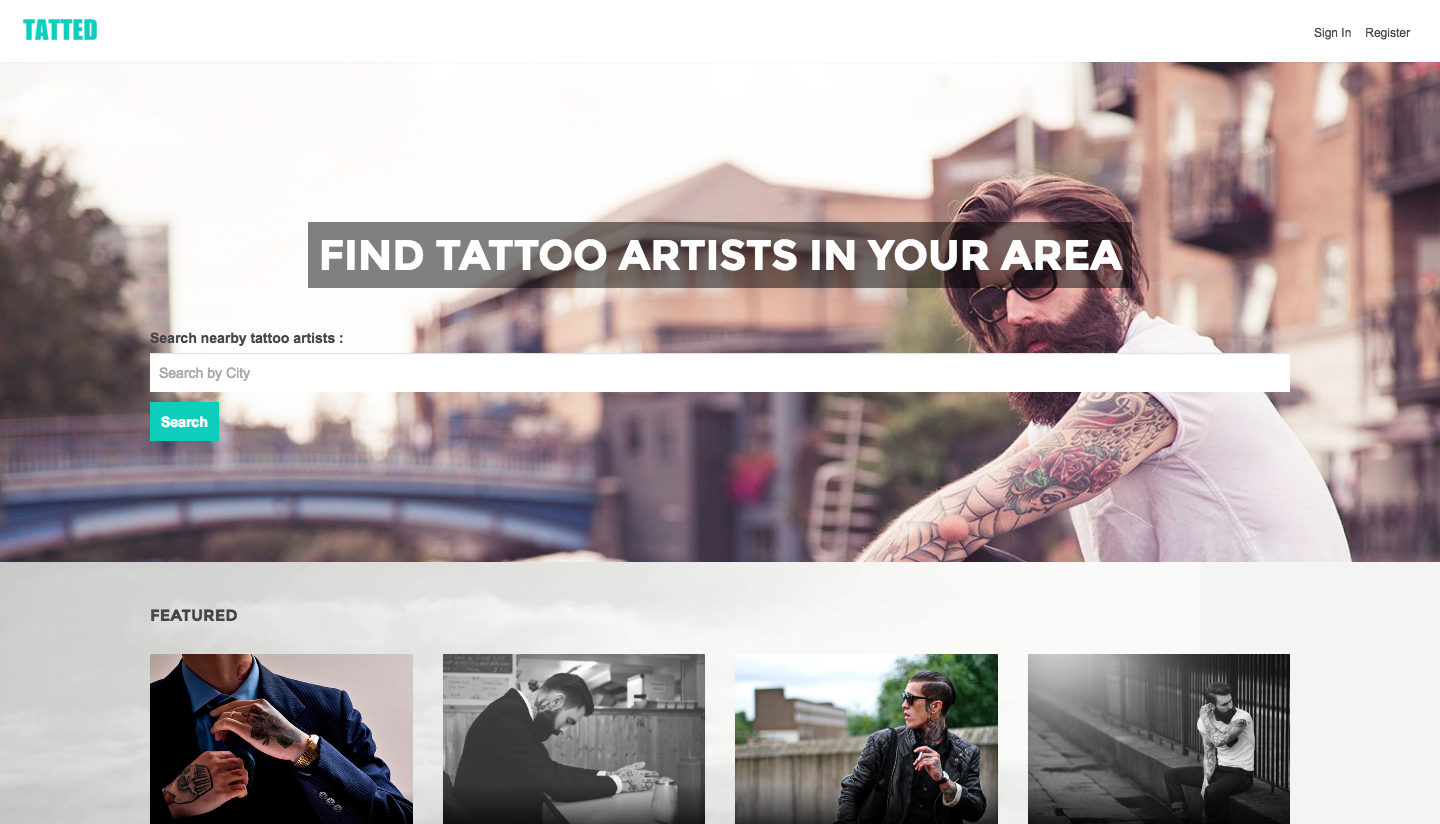 TATTED
Sign In Register
FIND TATTOO ARTISTS IN YOUR AREA
Search nearby tattoo artists :
Search by City
Search
FEATURED